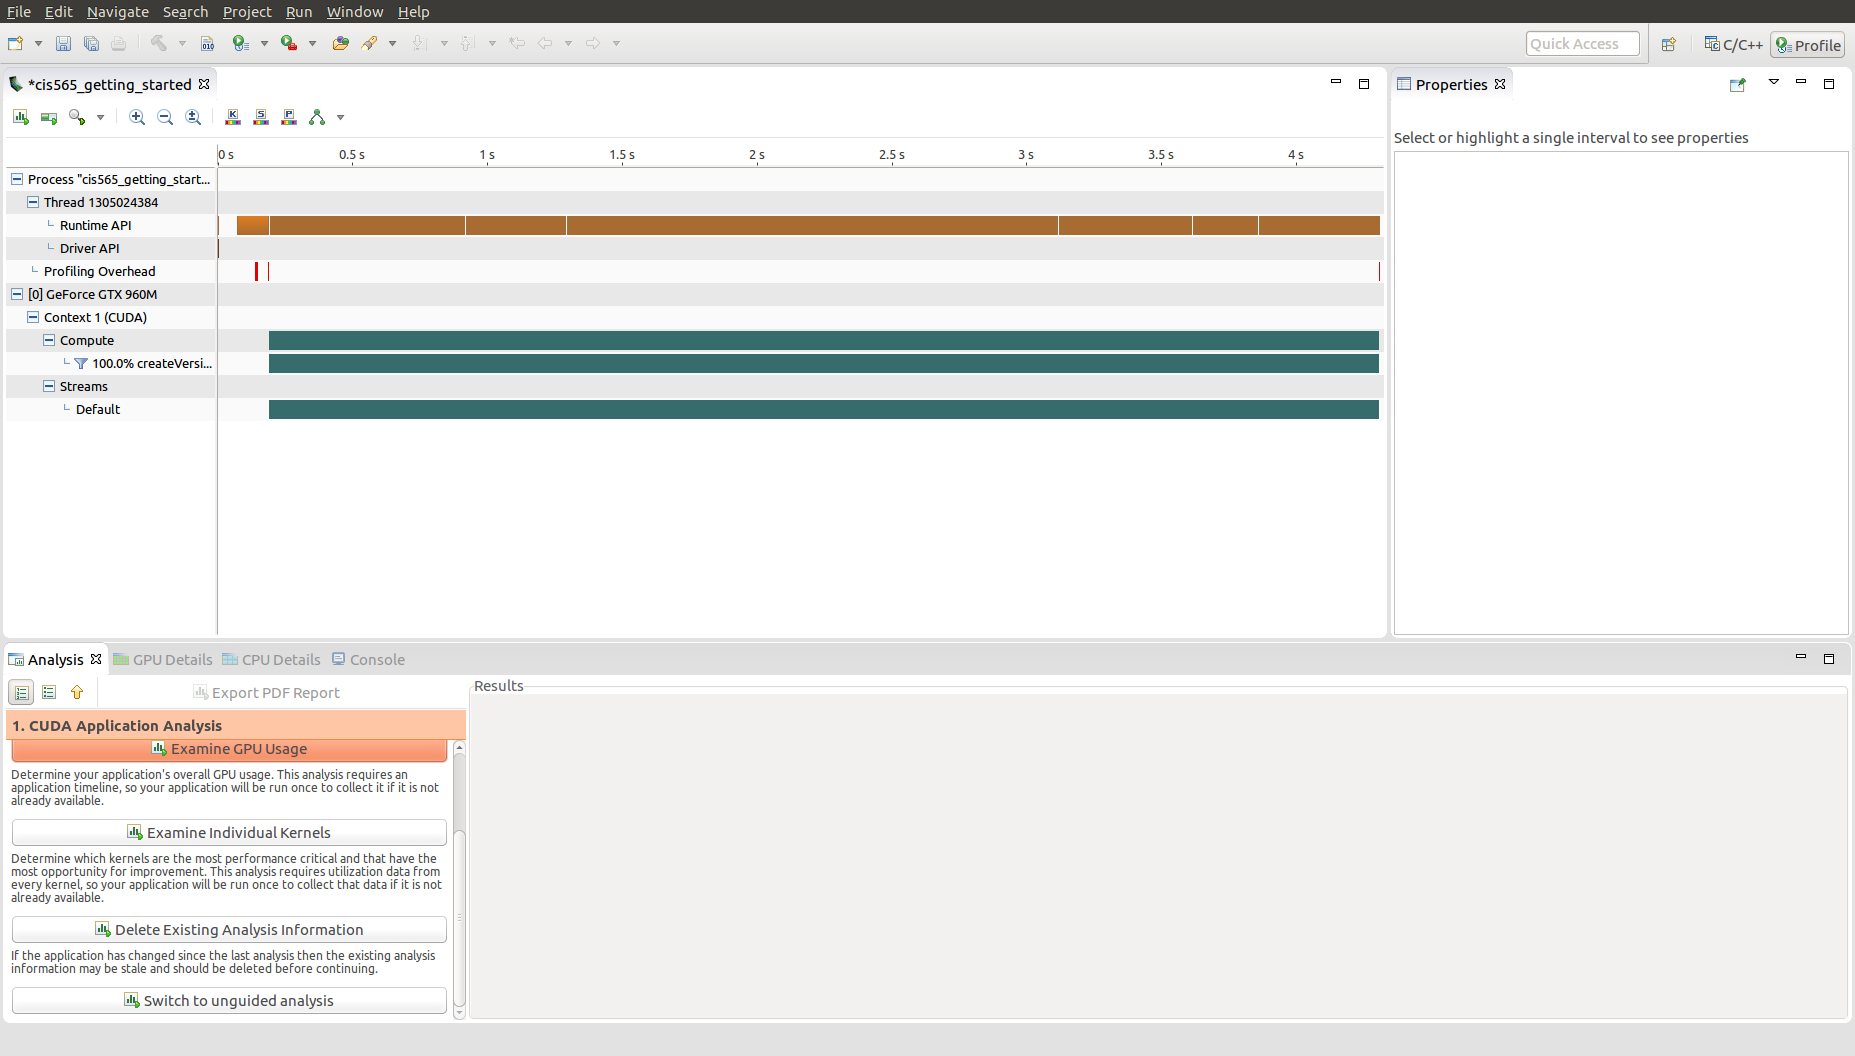 File Edit Navigate Search Project Run Window Help
010
Quick Access
C/C++
Profile
*cis565_getting_started
Properties
K S P
0 s 0.5 s 1 s 1.5 s 2 s 2.5 s 3 s 3.5 s 4 s
Select or highlight a single interval to see properties
Process "cis565_getting_start...
Thread 1305024384
Runtime API
Driver API
Profiling Overhead
[0] GeForce GTX 960M
Context 1 (CUDA)
Compute
100.0% createVersi...
Streams
Default
Analysis GPU Details CPU Details Console
Export PDF Report
Results
1. CUDA Application Analysis
Examine GPU Usage
Determine your application's overall GPU usage. This analysis requires an
application timeline, so your application will be run once to collect it if it is not
already available.
Examine Individual Kernels
Determine which kernels are the most performance critical and that have the
most opportunity for improvement. This analysis requires utilization data from
every kernel, so your application will be run once to collect that data if it is not
already available.
Delete Existing Analysis Information
If the application has changed since the last analysis then the existing analysis
information may be stale and should be deleted before continuing.
Switch to unguided analysis